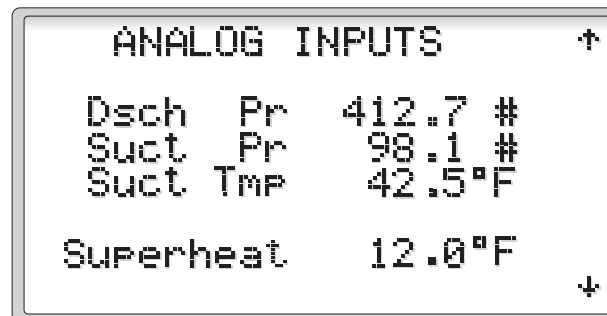 ANALOG INPUTS ↑
Dsch Pr 412.7 #
Suct Pr 98.1 #
Suct Tmp 42.5°F
Superheat 12.0°F
↓